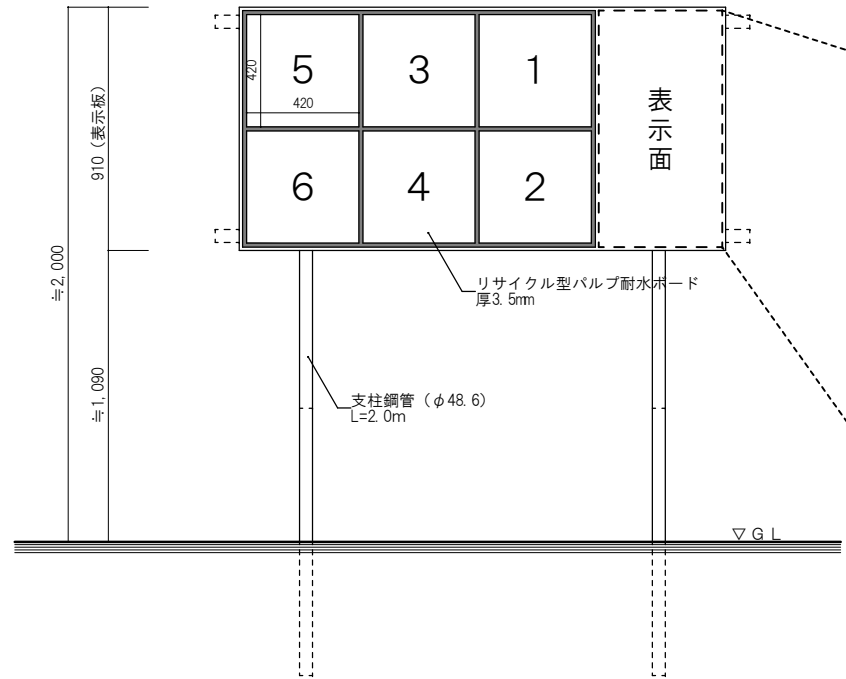 5
3
1
420
420
表示面
910（表示板）
6
4
2
≒2,000
リサイクル型パルプ耐水ボード
厚3.5mm
≒1,090
支柱鋼管（φ48.6）
L=2.0m
▽GL